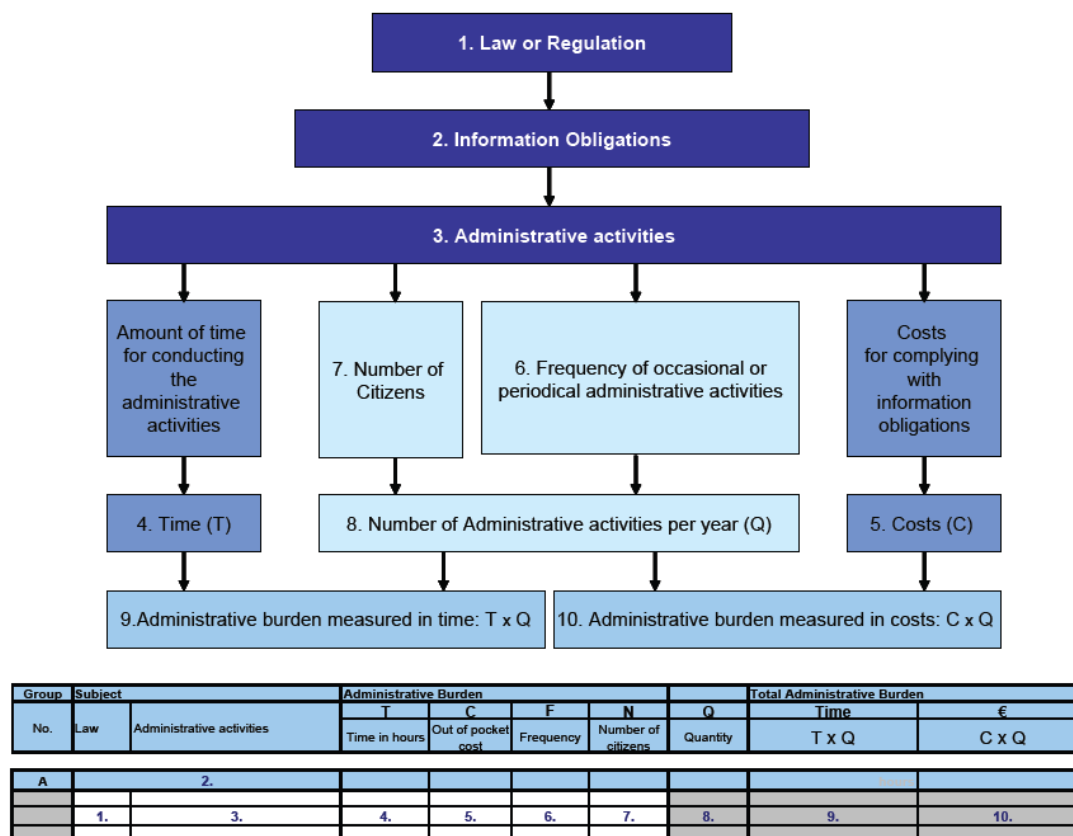 1. Law or Regulation
2. Information Obligations
3. Administrative activities
Amount of time
for conducting
the
administrative
activities
7. Number of
Citizens
6. Frequency of occasional or
periodical administrative activities
Costs
for complying
with
information
obligations
4. Time (T)
8. Number of Administrative activities per year (Q)
5. Costs (C)
9.Administrative burden measured in time: T x Q
10. Administrative burden measured in costs: C x Q
Group Subject Administrative Burden Total Administrative Burden
T C F N Q Time €
No. Law Administrative activities Time in hours Out of pocket cost Frequency Number of citizens Quantity T x Q C x Q
A 2.
1. 3. 4. 5. 6. 7. 8. 9. 10.